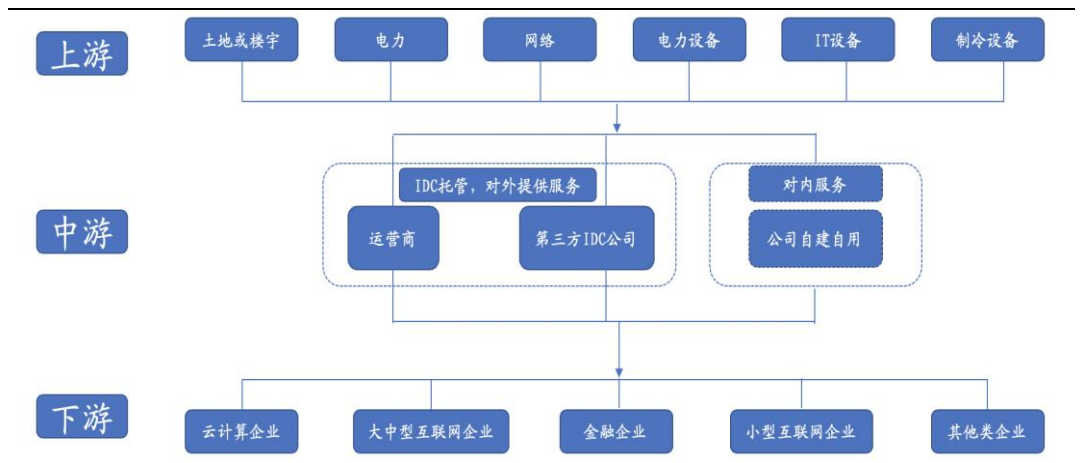 上游
土地或楼宇
电力
网络
电力设备
IT设备
制冷设备
IDC托管，对外提供服务
对内服务
中游
运营商
第三方IDC公司
公司自建自用
下游
云计算企业
大中型互联网企业
金融企业
小型互联网企业
其他类企业